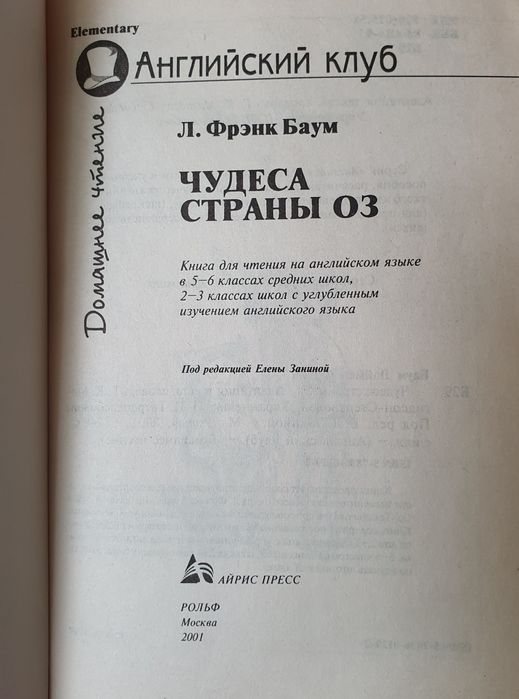 Elementary
Английский клуб
Домашнее чтение
Л. Фрэнк Баум
ЧУДЕСА
СТРАНЫ ОЗ
Книга для чтения на английском языке
в 5—6 классах средних школ,
2—3 классах школ с углубленным
изучением английского языка
Под редакцией Елены Заниной
АЙРИС ПРЕСС
РОЛЬФ
Москва
2001